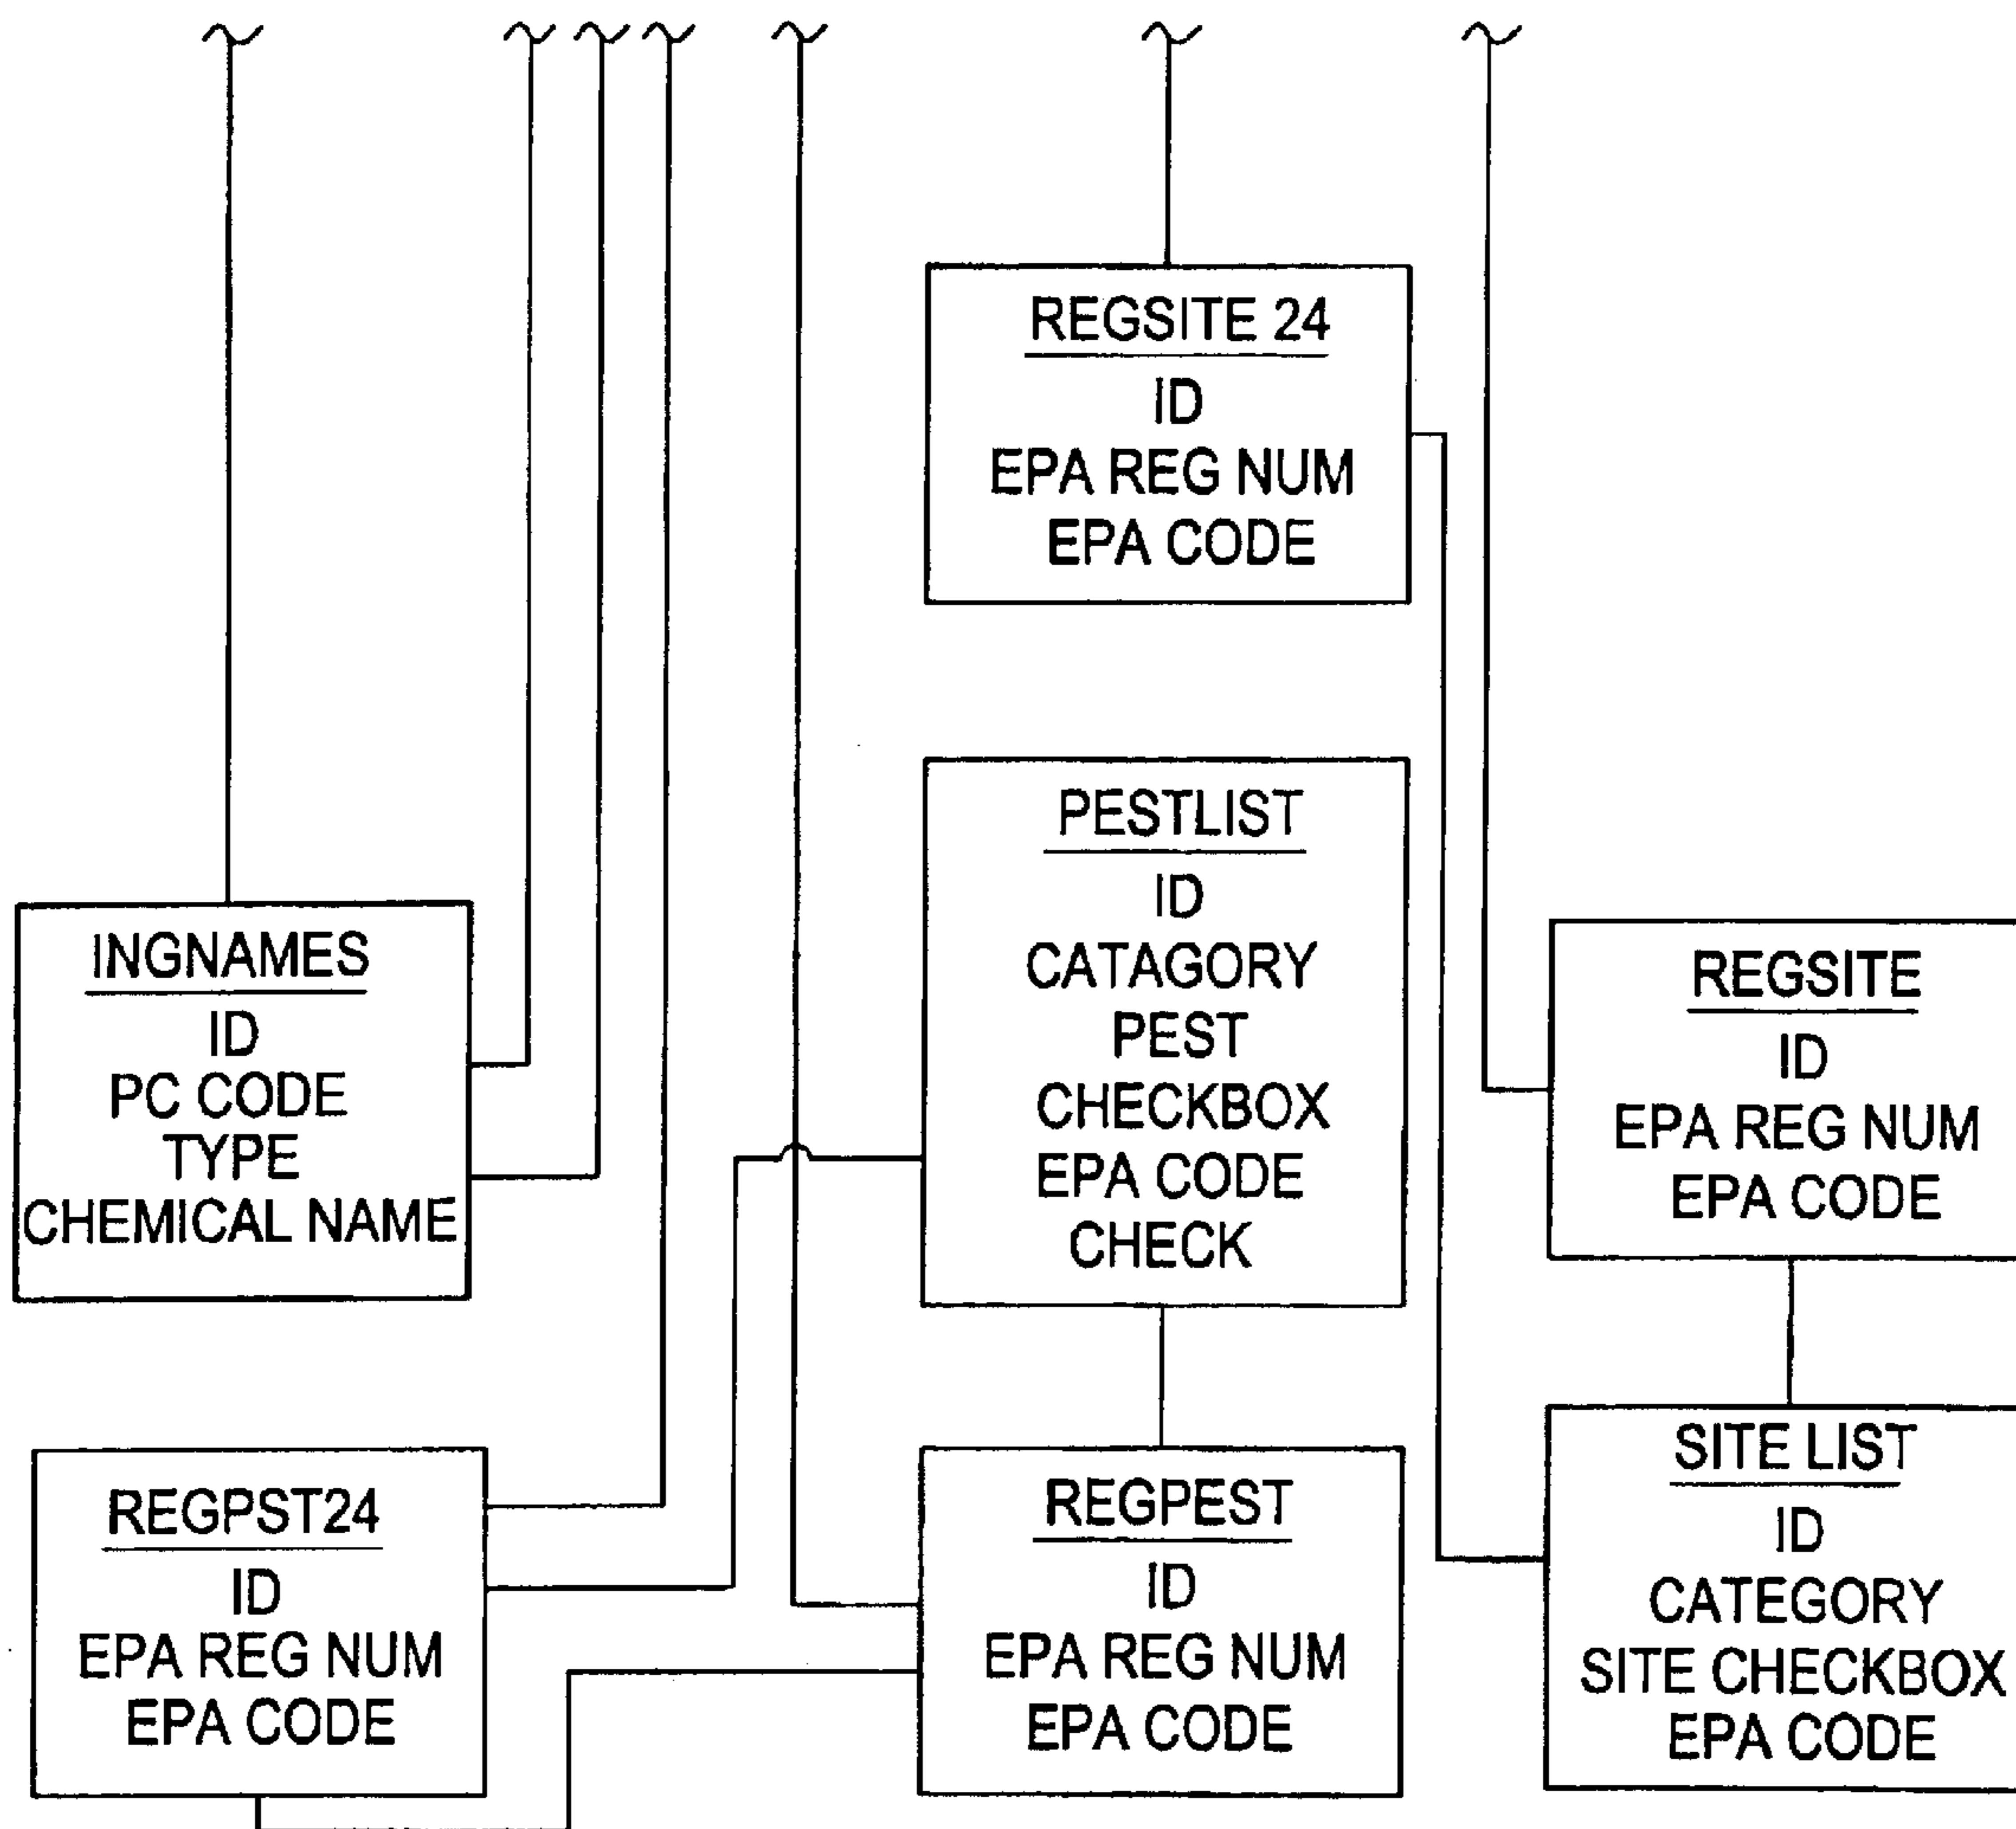 REGSITE 24
ID
EPA REG NUM
EPA CODE
PESTLIST
ID
CATAGORY
PEST
CHECKBOX
EPA CODE
CHECK
INGNAMES
ID
PC CODE
TYPE
CHEMICAL NAME
REGSITE
ID
EPA REG NUM
EPA CODE
REGPST24
ID
EPA REG NUM
EPA CODE
REGPEST
ID
EPA REG NUM
EPA CODE
SITE LIST
ID
CATEGORY
SITE CHECKBOX
EPA CODE